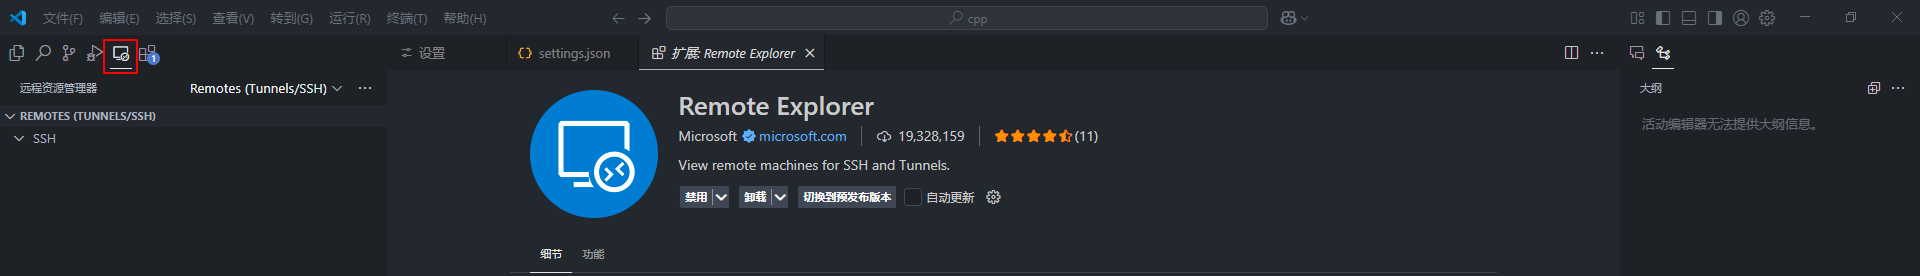 文件(F) 编辑(E) 选择(S) 查看(V) 转到(G) 运行(R) 终端(T) 帮助(H) cpp
1
设置 settings.json 扩展: Remote Explorer
远程资源管理器 Remotes (Tunnels/SSH)
REMOTES (TUNNELS/SSH)
SSH
Remote Explorer
Microsoft microsoft.com 19,328,159 (11)
View remote machines for SSH and Tunnels.
禁用 卸载 切换到预发布版本 自动更新
细节 功能
大纲
活动编辑器无法提供大纲信息。